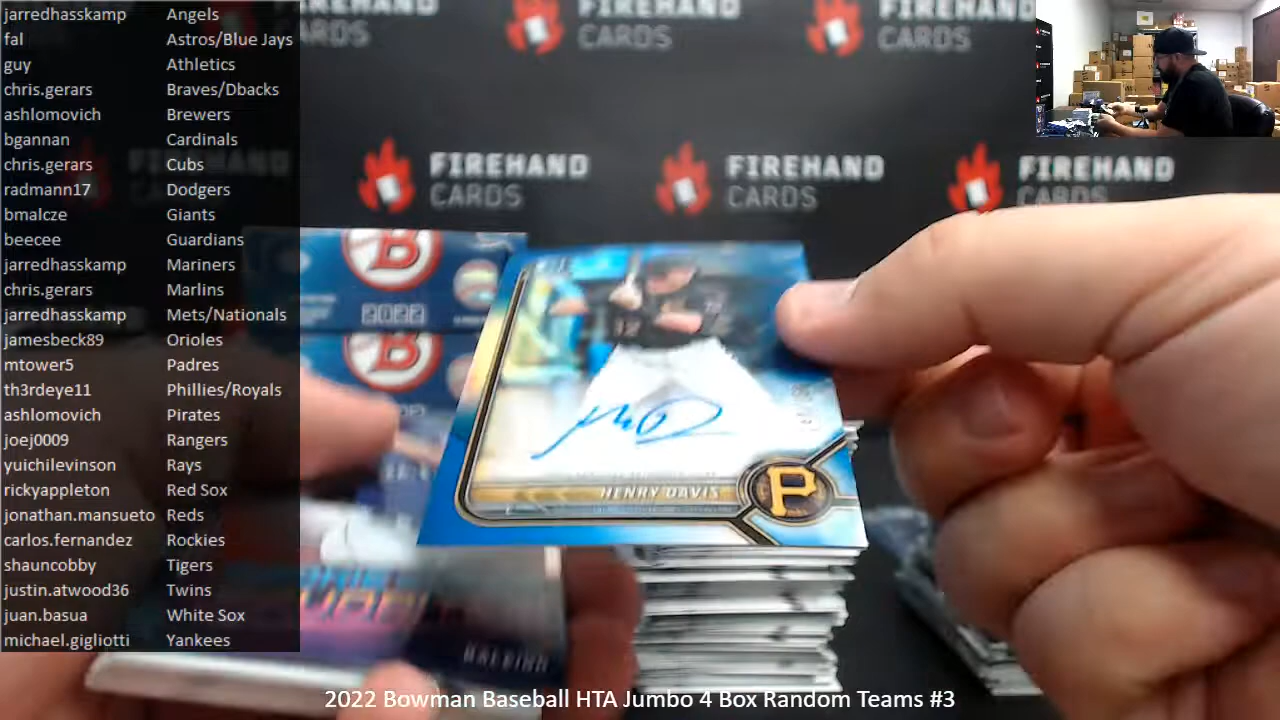 jarredhasskamp Angels
fal Astros/Blue Jays
guy Athletics
chris.gerars Braves/Dbacks
ashlomovich Brewers
bgannan Cardinals
chris.gerars Cubs
radmann17 Dodgers
bmalcze Giants
beecee Guardians
jarredhasskamp Mariners
chris.gerars Marlins
jarredhasskamp Mets/Nationals
jamesbeck89 Orioles
mtower5 Padres
th3rdeye11 Phillies/Royals
ashlomovich Pirates
joej0009 Rangers
yuichilevinson Rays
rickyappleton Red Sox
jonathan.mansueto Reds
carlos.fernandez Rockies
shauncobby Tigers
justin.atwood36 Twins
juan.basua White Sox
michael.gigliotti Yankees
FIREHAND
CARDS
FIREHAND
CARDS
FIREHAND
CARDS
FIREHAND
CARDS
FIREHAND
CARDS
B
2022
B
HENRY DAVIS
P
RALEIGH
2022 Bowman Baseball HTA Jumbo 4 Box Random Teams #3